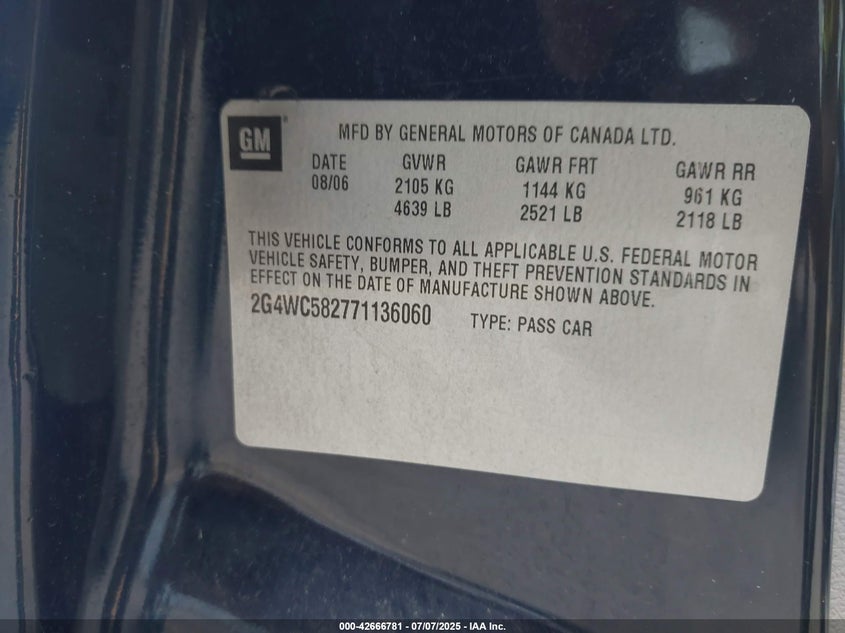 GM
MFD BY GENERAL MOTORS OF CANADA LTD.
DATE GVWR GAWR FRT GAWR RR
08/06 2105 KG 1144 KG 961 KG
4639 LB 2521 LB 2118 LB
THIS VEHICLE CONFORMS TO ALL APPLICABLE U.S. FEDERAL MOTOR
VEHICLE SAFETY, BUMPER, AND THEFT PREVENTION STANDARDS IN
EFFECT ON THE DATE OF MANUFACTURE SHOWN ABOVE.
2G4WC582771136060 TYPE: PASS CAR
000-42666781 - 07/07/2025 - IAA Inc.